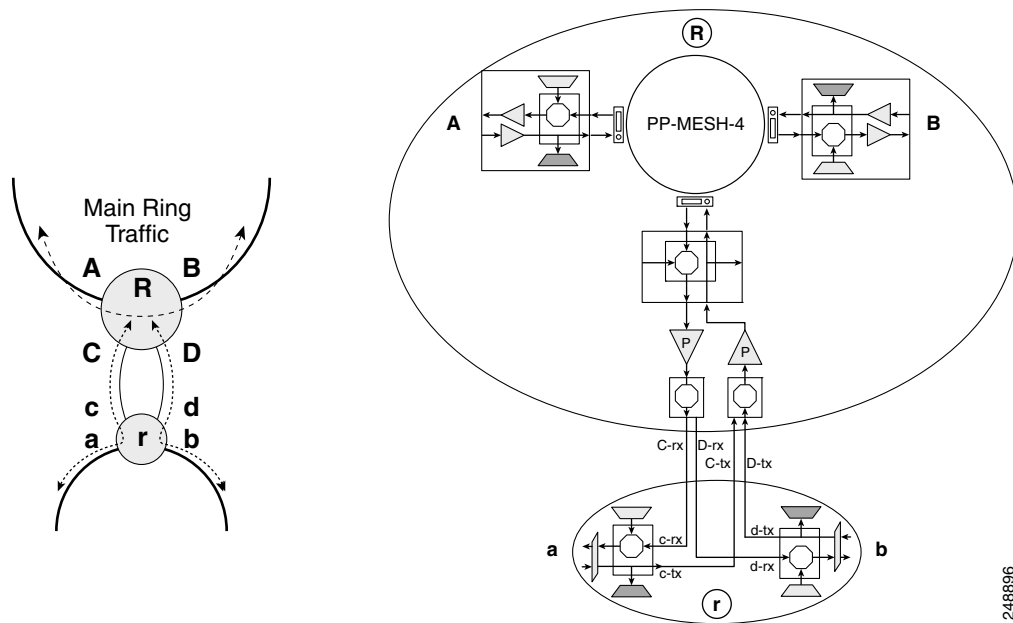 R
A
PP-MESH-4
B
Main Ring
Traffic
A
B
R
C
D
c
d
a
r
b
P
P
C-rx
D-rx
C-tx
D-tx
a
c-rx
c-tx
d-tx
d-rx
b
r
248896